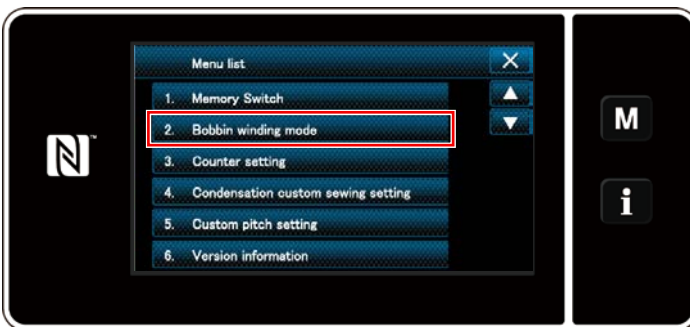 Menu list
1. Memory Switch
2. Bobbin winding mode
3. Counter setting
4. Condensation custom sewing setting
5. Custom pitch setting
6. Version information
M
i